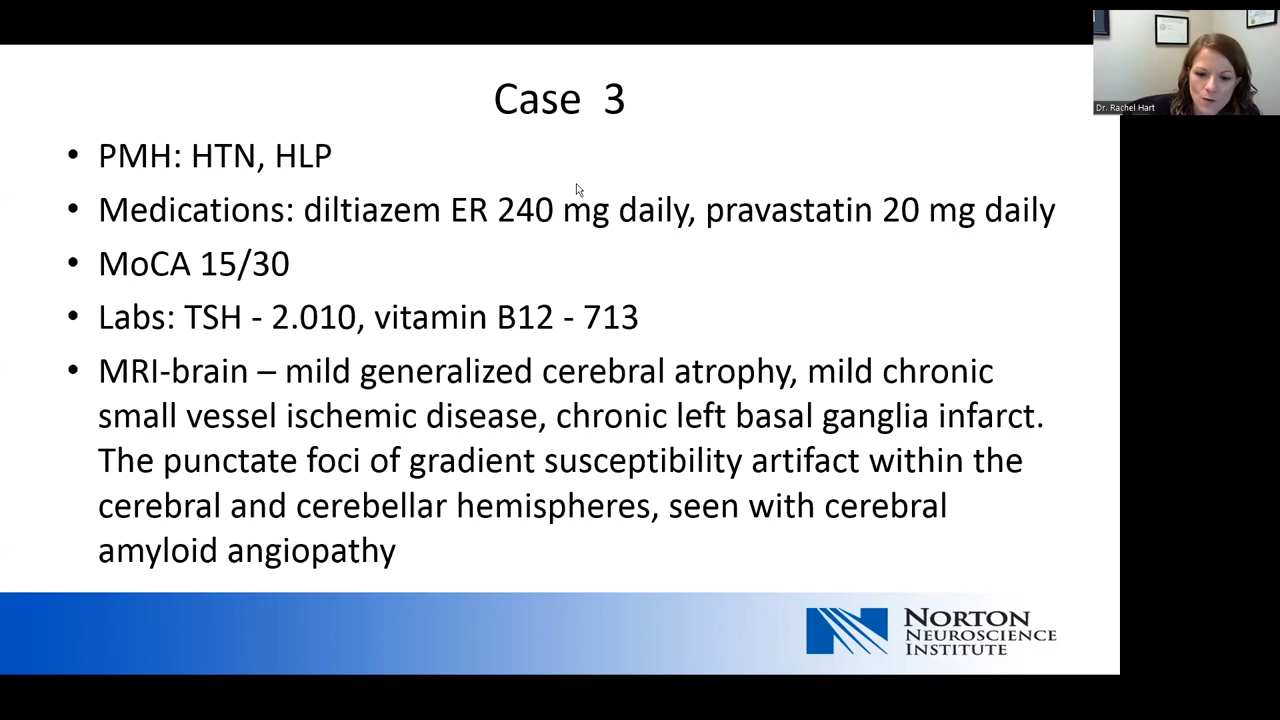 Case 3
• PMH: HTN, HLP
• Medications: diltiazem ER 240 mg daily, pravastatin 20 mg daily
• MoCA 15/30
• Labs: TSH - 2.010, vitamin B12 - 713
• MRI-brain – mild generalized cerebral atrophy, mild chronic
small vessel ischemic disease, chronic left basal ganglia infarct.
The punctate foci of gradient susceptibility artifact within the
cerebral and cerebellar hemispheres, seen with cerebral
amyloid angiopathy
NORTON
NEUROSCIENCE
INSTITUTE
Dr. Rachel Hart